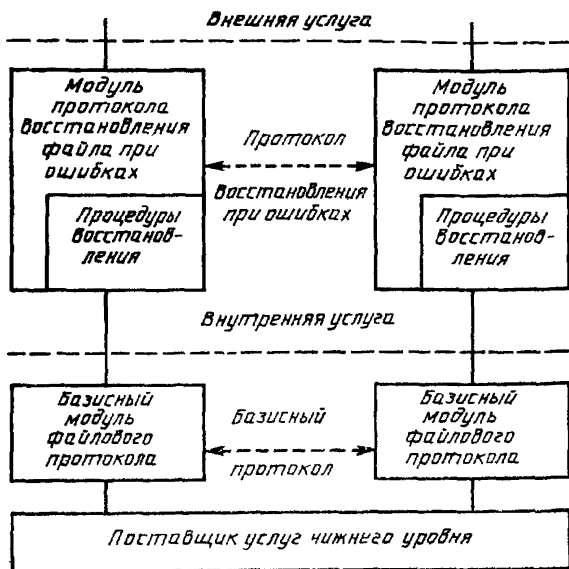 Внешняя услуга
Модуль
протокола
восстановления
файла при
ошибках
Процедуры
восстанов-
ления
Протокол
восстановления
при ошибках
Модуль
протокола
восстановления
файла при
ошибках
Процедуры
восстанов-
ления
Внутренняя услуга
Базисный
модуль
файлового
протокола
Базисный
протокол
Базисный
модуль
файлового
протокола
Поставщик услуг нижнего уровня